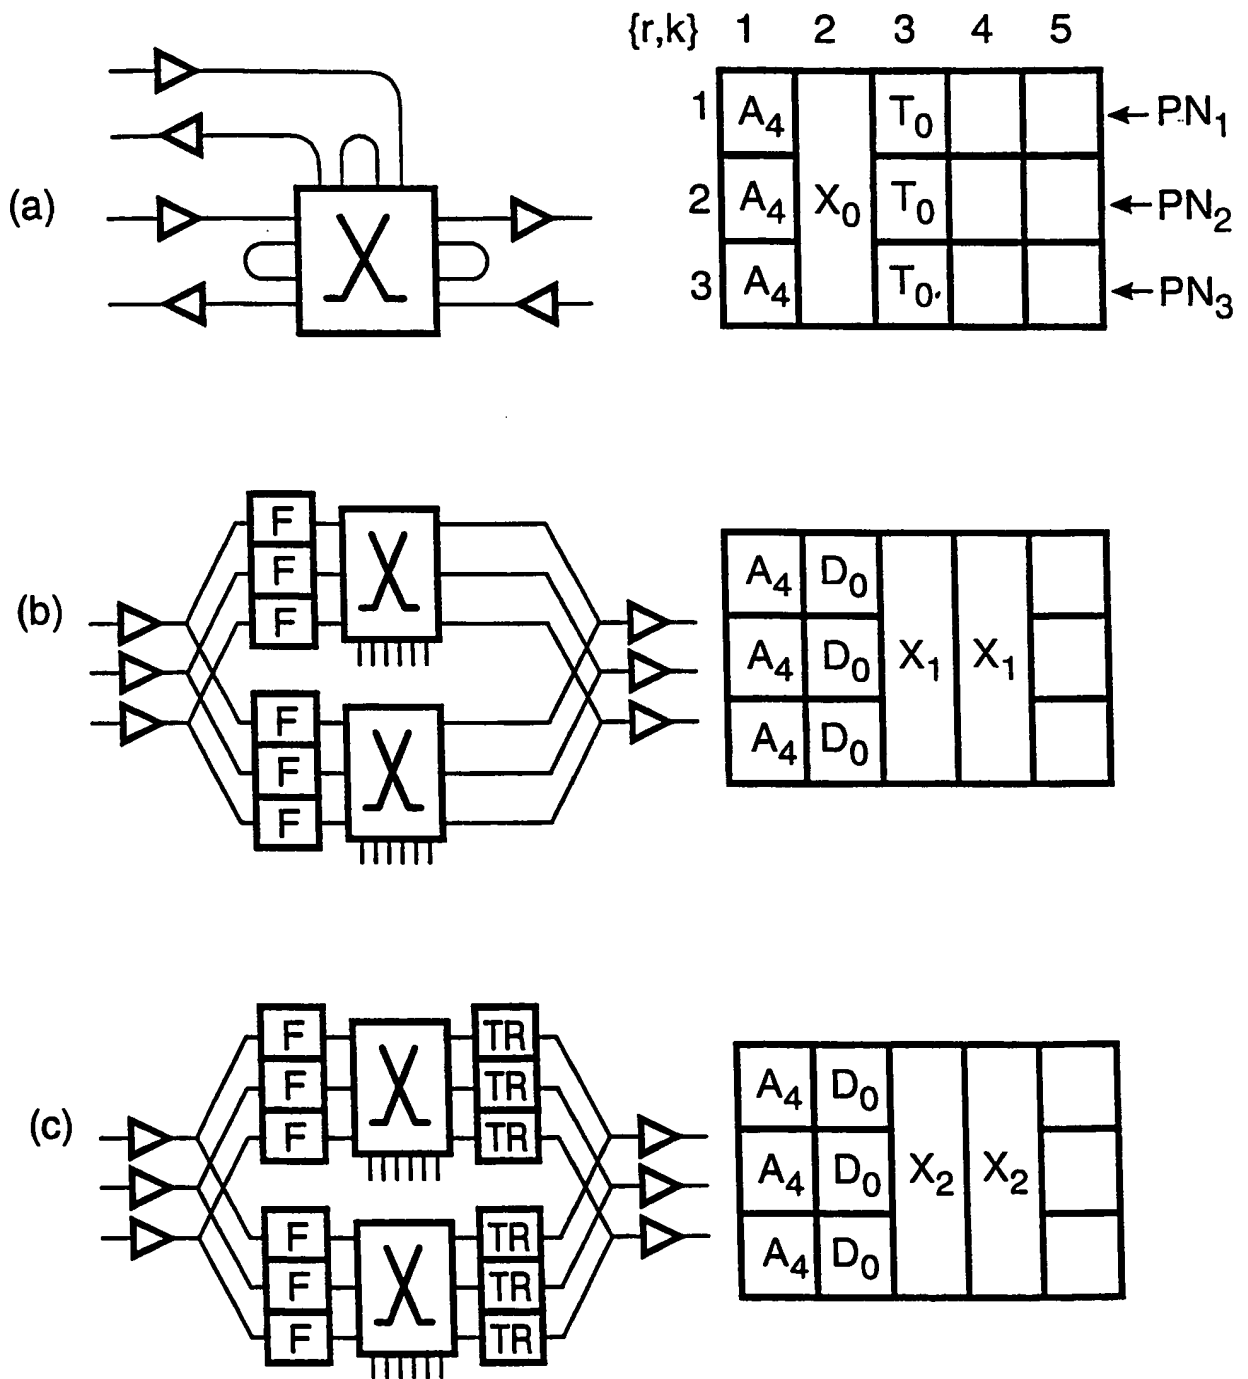 {r,k} 1 2 3 4 5
(a)
1 A4 X0 T0 ← PN1
2 A4 T0 ← PN2
3 A4 T0 ← PN3
(b)
F
F
F
F
F
F
A4 D0 X1 X1
A4 D0
A4 D0
(c)
F TR
F TR
F TR
F TR
F TR
F TR
A4 D0 X2 X2
A4 D0
A4 D0